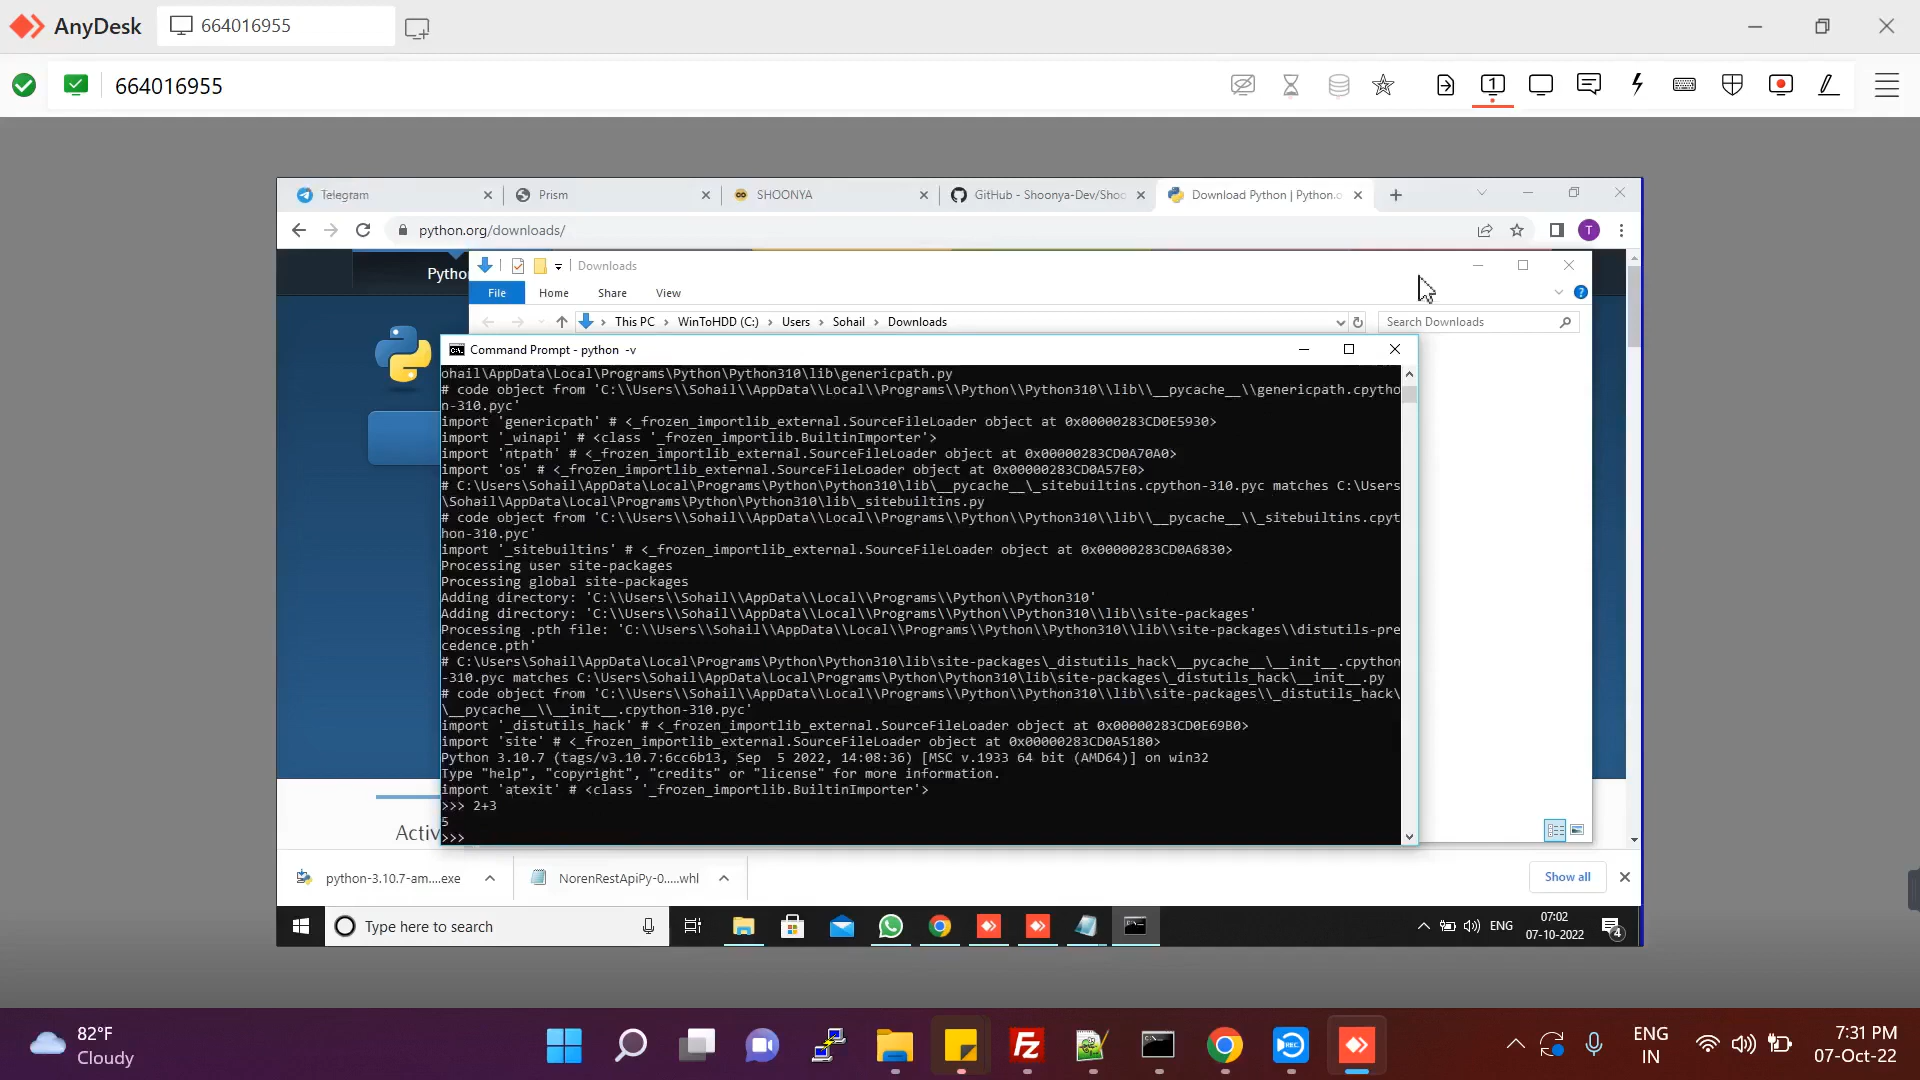 AnyDesk
664016955
664016955
1
Telegram
Prism
SHOONYA
GitHub - Shoonya-Dev/Shoo
Download Python | Python.o
python.org/downloads/
T
Pytho
Downloads
File
Home
Share
View
This PC
WinToHDD (C:)
Users
Sohail
Downloads
Search Downloads
Command Prompt - python  -v
ohail\AppData\Local\Programs\Python\Python310\lib\genericpath.py
# code object from 'C:\\Users\\Sohail\\AppData\\Local\\Programs\\Python\\Python310\\lib\\__pycache__\\genericpath.cpytho
n-310.pyc'
import 'genericpath' # <_frozen_importlib_external.SourceFileLoader object at 0x00000283CD0E5930>
import '_winapi' # <class '_frozen_importlib.BuiltinImporter'>
import 'ntpath' # <_frozen_importlib_external.SourceFileLoader object at 0x00000283CD0A70A0>
import 'os' # <_frozen_importlib_external.SourceFileLoader object at 0x00000283CD0A57E0>
# C:\Users\Sohail\AppData\Local\Programs\Python\Python310\lib\__pycache__\_sitebuiltins.cpython-310.pyc matches C:\Users
\Sohail\AppData\Local\Programs\Python\Python310\lib\_sitebuiltins.py
# code object from 'C:\\Users\\Sohail\\AppData\\Local\\Programs\\Python\\Python310\\lib\\__pycache__\\_sitebuiltins.cpyt
hon-310.pyc'
import '_sitebuiltins' # <_frozen_importlib_external.SourceFileLoader object at 0x00000283CD0A6830>
Processing user site-packages
Processing global site-packages
Adding directory: 'C:\\Users\\Sohail\\AppData\\Local\\Programs\\Python\\Python310'
Adding directory: 'C:\\Users\\Sohail\\AppData\\Local\\Programs\\Python\\Python310\\lib\\site-packages'
Processing .pth file: 'C:\\Users\\Sohail\\AppData\\Local\\Programs\\Python\\Python310\\lib\\site-packages\\distutils-pre
cedence.pth'
# C:\Users\Sohail\AppData\Local\Programs\Python\Python310\lib\site-packages\_distutils_hack\__pycache__\__init__.cpython
-310.pyc matches C:\Users\Sohail\AppData\Local\Programs\Python\Python310\lib\site-packages\_distutils_hack\__init__.py
# code object from 'C:\\Users\\Sohail\\AppData\\Local\\Programs\\Python\\Python310\\lib\\site-packages\\_distutils_hack\
\__pycache__\\__init__.cpython-310.pyc'
import '_distutils_hack' # <_frozen_importlib_external.SourceFileLoader object at 0x00000283CD0E69B0>
import 'site' # <_frozen_importlib_external.SourceFileLoader object at 0x00000283CD0A5180>
Python 3.10.7 (tags/v3.10.7:6cc6b13, Sep  5 2022, 14:08:36) [MSC v.1933 64 bit (AMD64)] on win32
Type "help", "copyright", "credits" or "license" for more information.
import 'atexit' # <class '_frozen_importlib.BuiltinImporter'>
>>> 2+3
5
>>>
Activ
python-3.10.7-am....exe
NorenRestApiPy-0.....whl
Show all
Type here to search
ENG
07:02
07-10-2022
4
82°F
Cloudy
REC
ENG
IN
7:31 PM
07-Oct-22